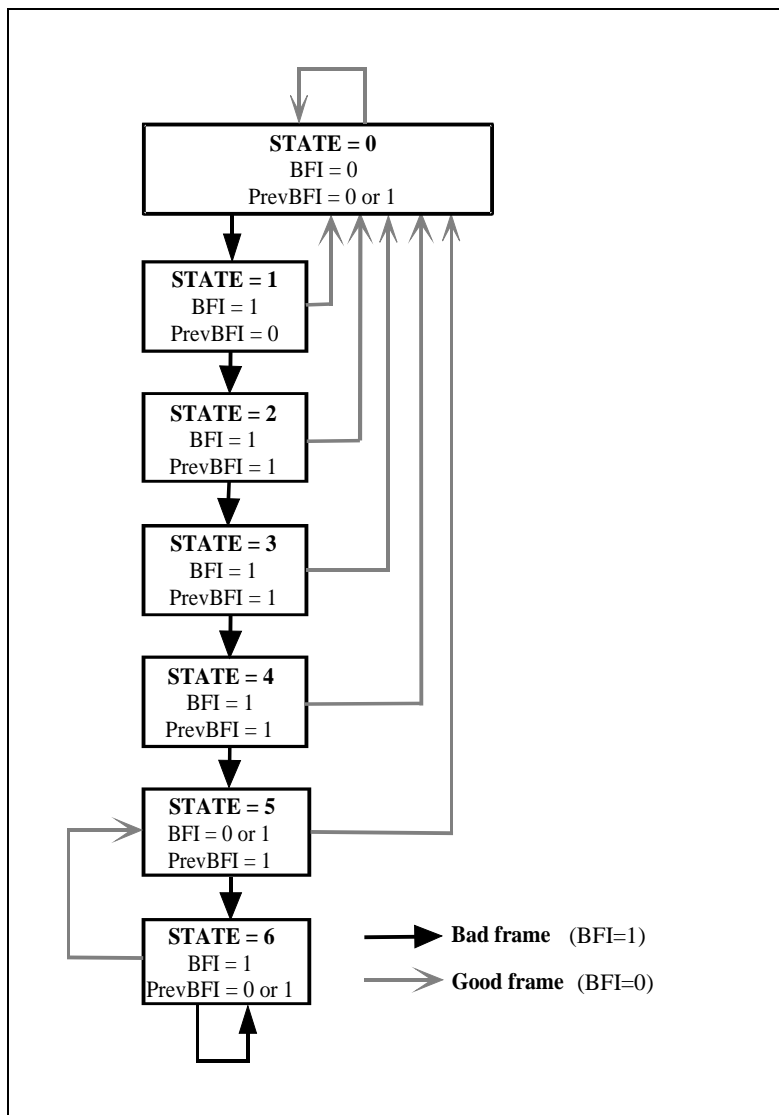 STATE = 0
BFI = 0
PrevBFI = 0 or 1
STATE = 1
BFI = 1
PrevBFI = 0
STATE = 2
BFI = 1
PrevBFI = 1
STATE = 3
BFI = 1
PrevBFI = 1
STATE = 4
BFI = 1
PrevBFI = 1
STATE = 5
BFI = 0 or 1
PrevBFI = 1
STATE = 6
BFI = 1
PrevBFI = 0 or 1
Bad frame (BFI=1)
Good frame (BFI=0)